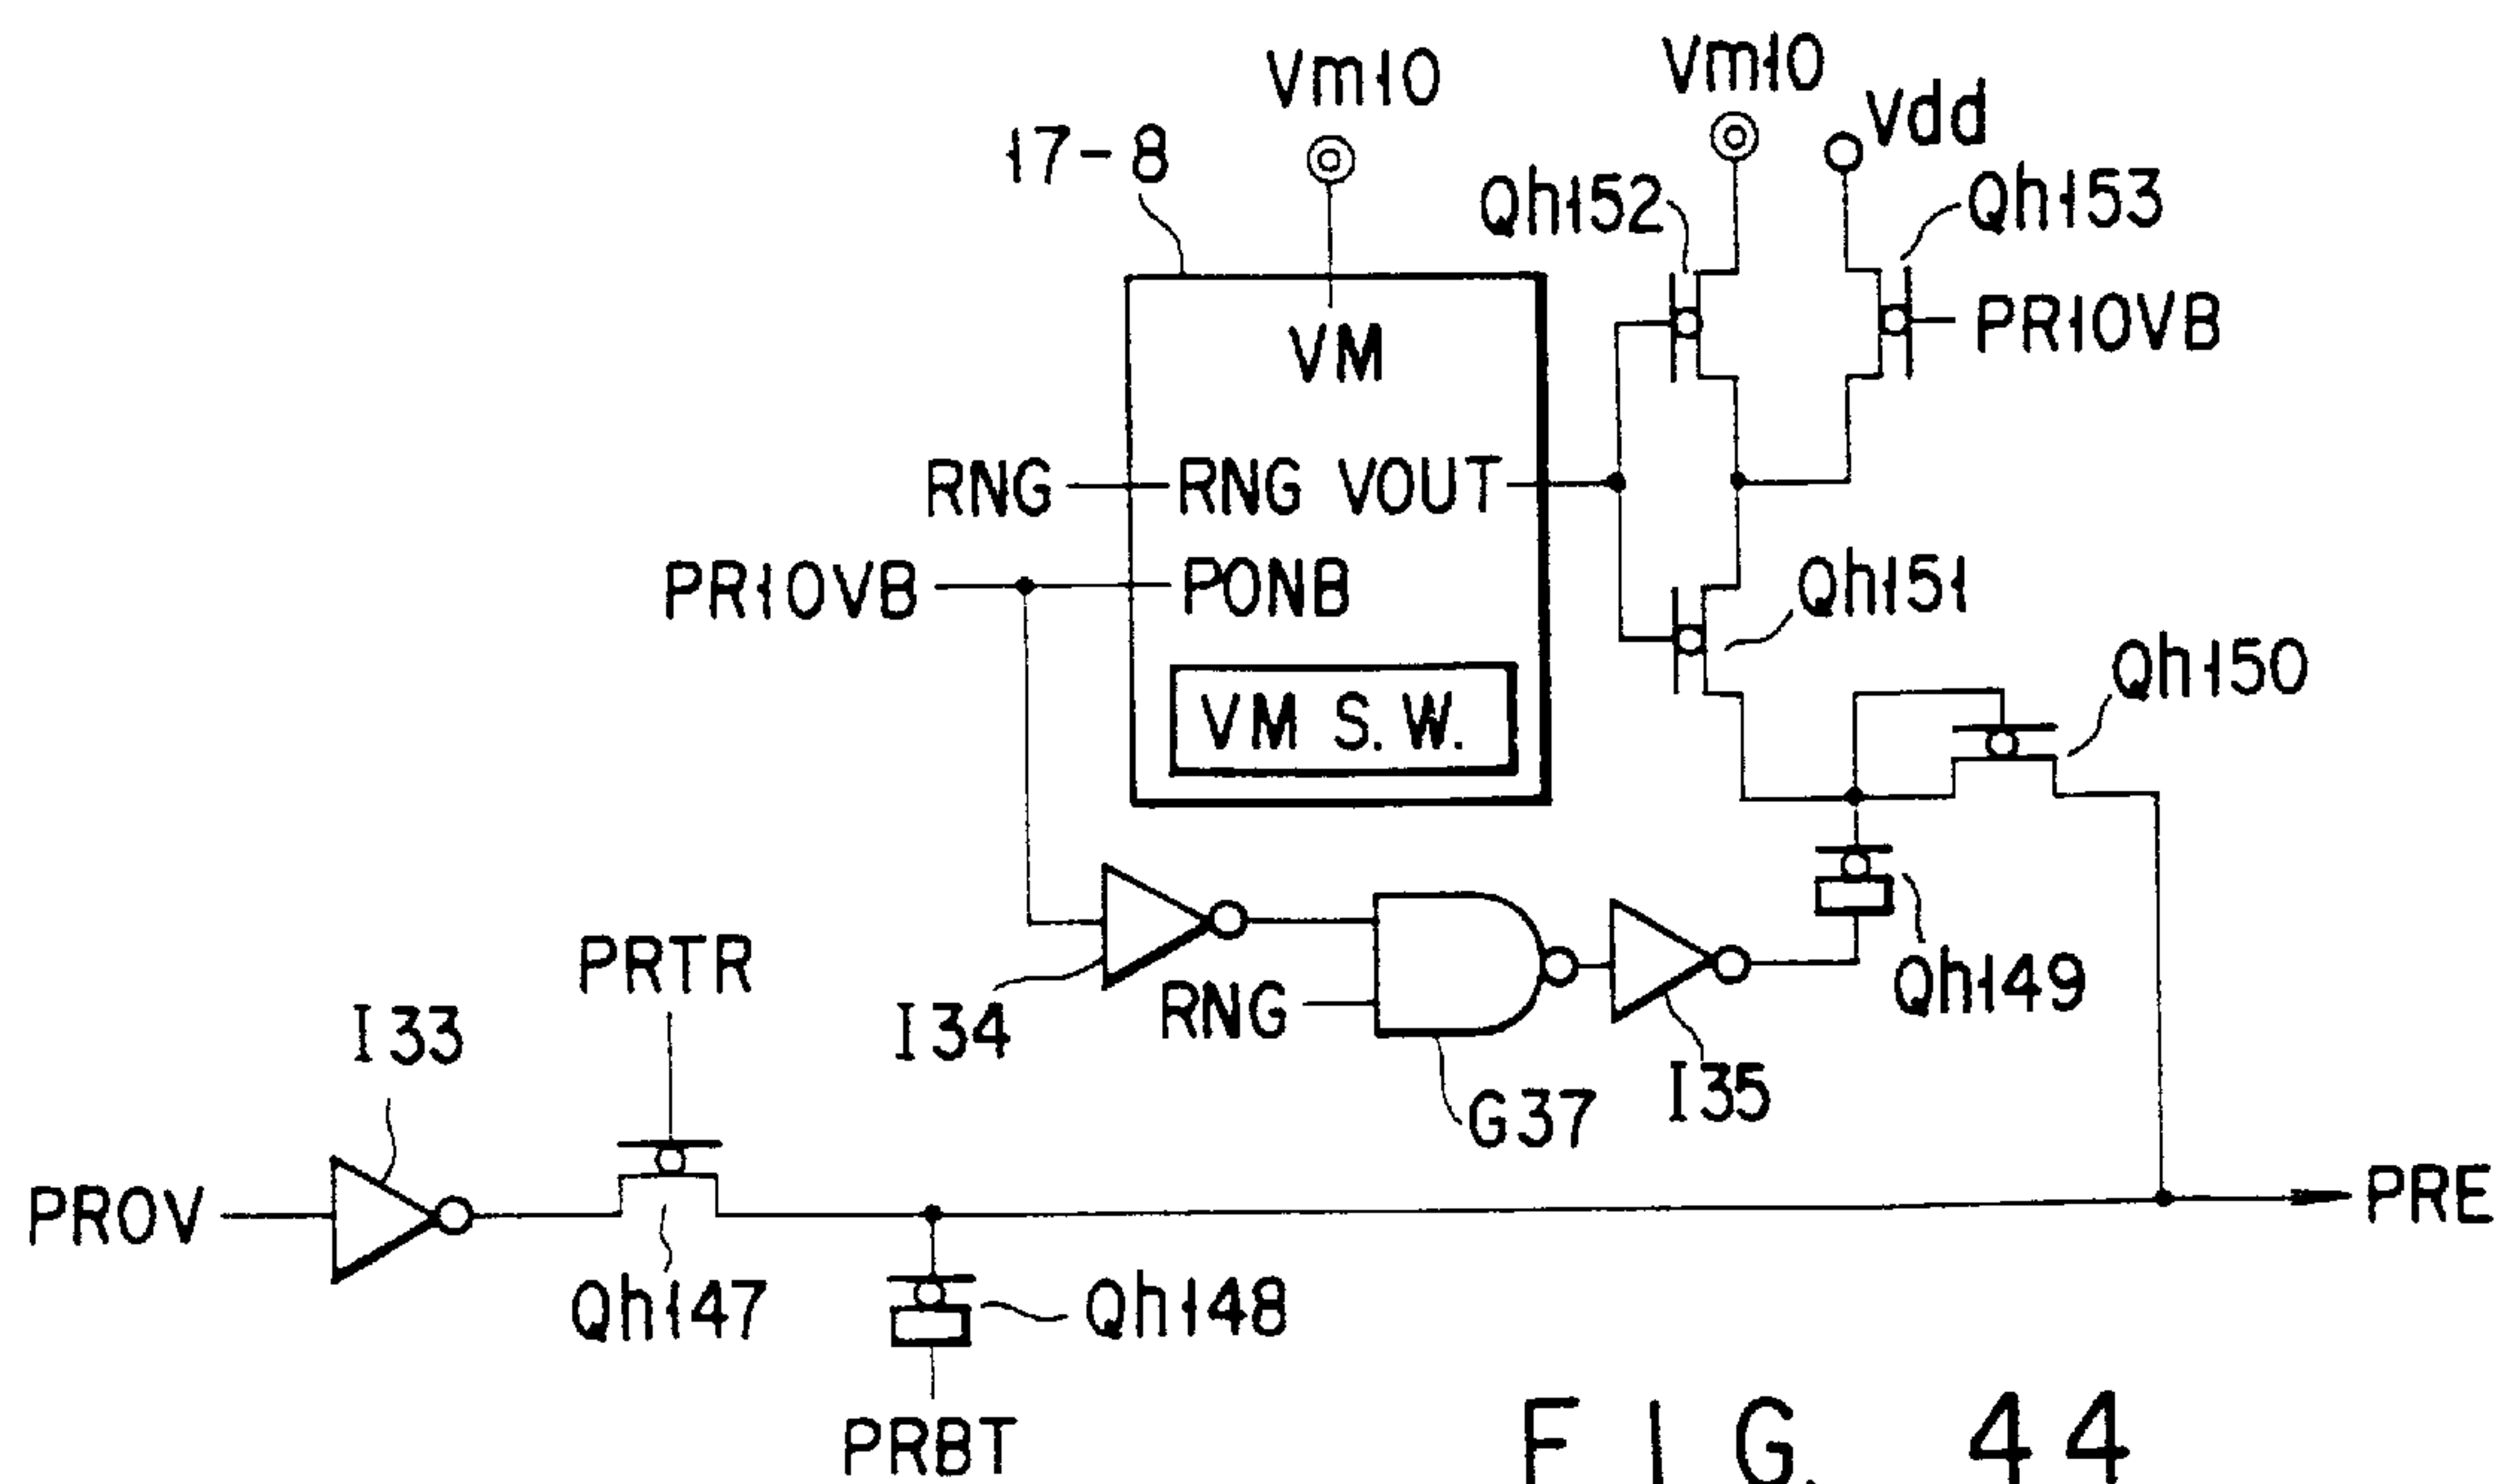 Vm10
Vm10
Vdd
17-8
Qh152
Qh153
VM
PR10VB
RNG
RNG VOUT
PR10VB
PONB
Qh151
VM S.W.
Qh150
PRTR
I33
I34
RNG
Qh149
G37
I35
PROV
PRE
Qh147
Qh148
PRBT
FIG. 44